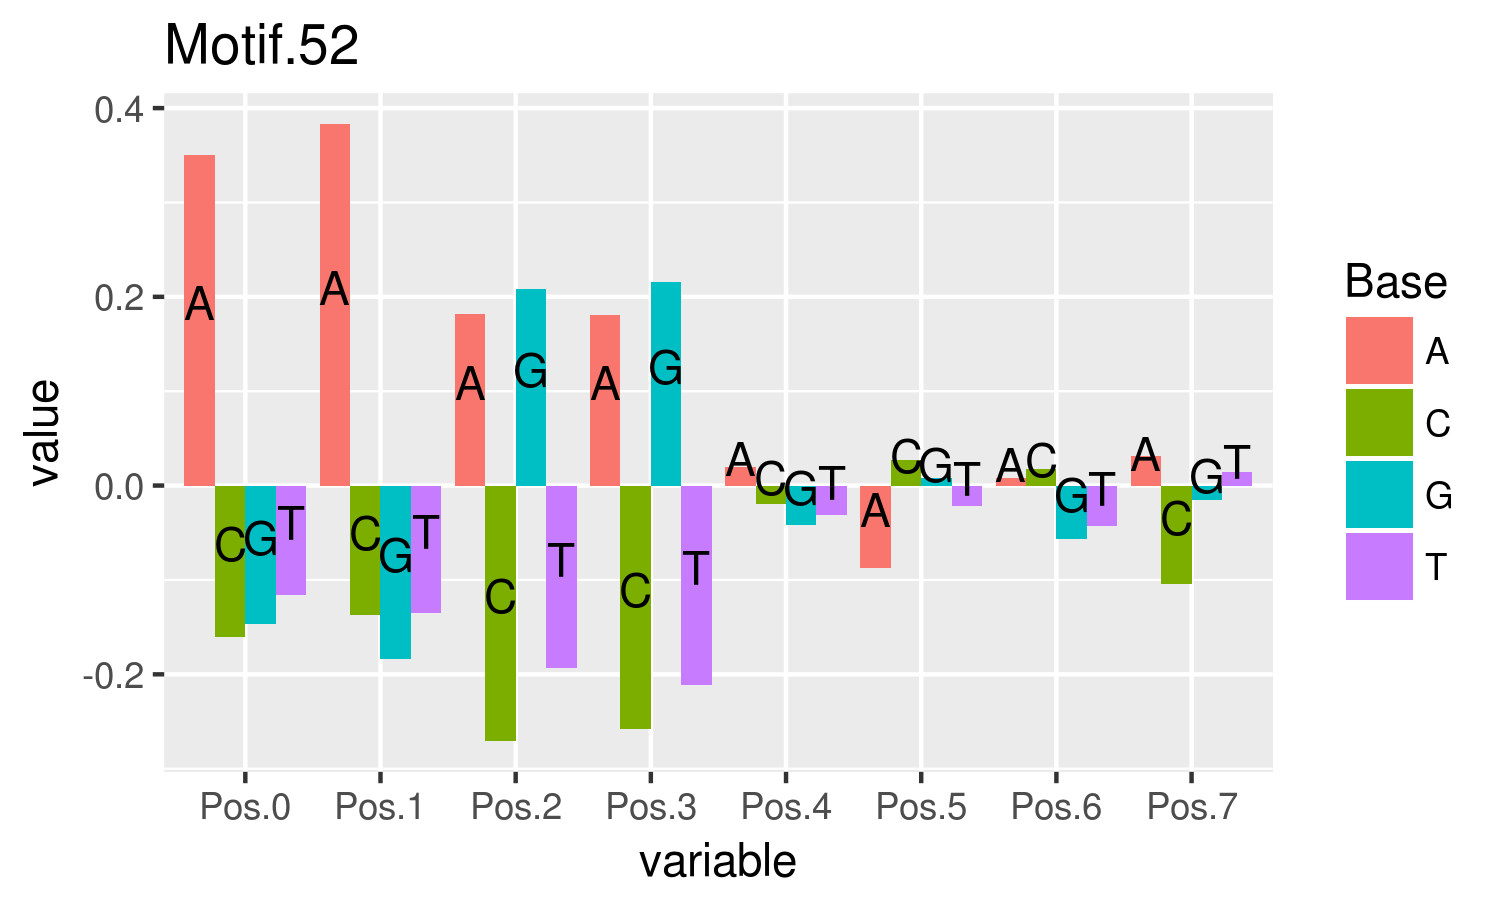 Motif.52
0.4
0.2
0.0
-0.2
value
A C G T A C G T A C G T A C G T A C G T A C G T A C G T A C G T
Pos.0 Pos.1 Pos.2 Pos.3 Pos.4 Pos.5 Pos.6 Pos.7
variable
Base
A
C
G
T